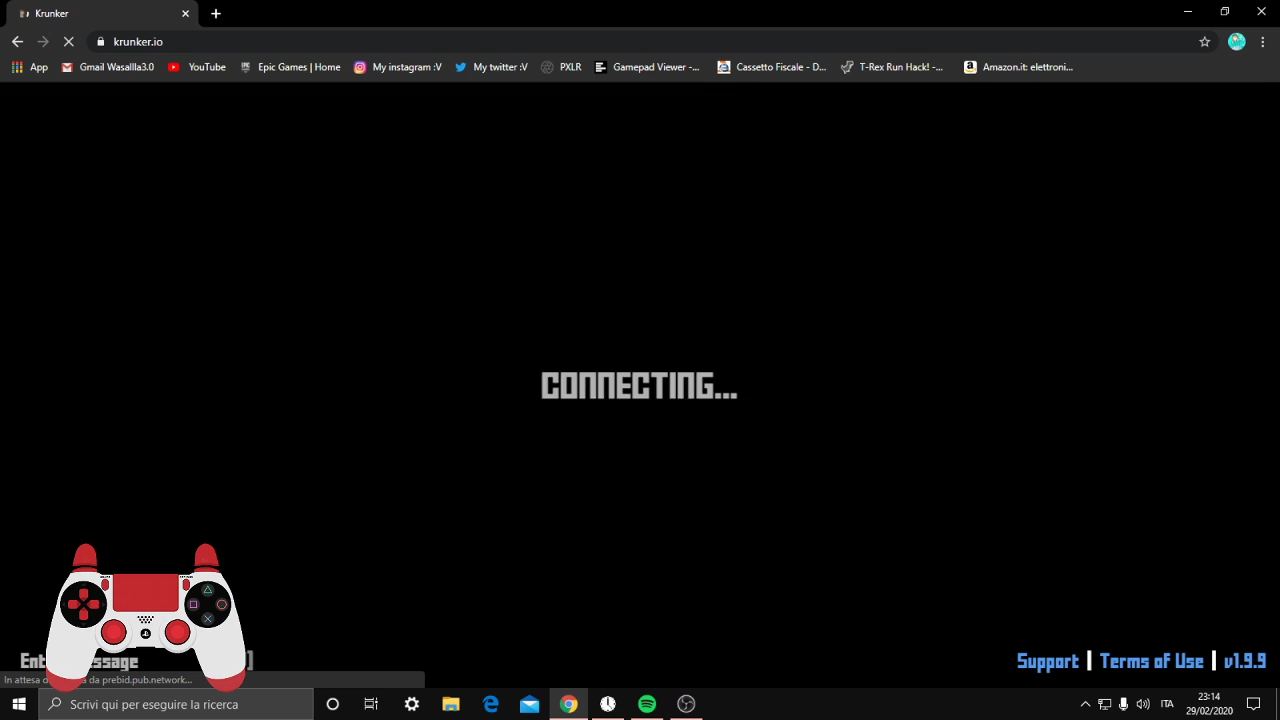 Krunker
krunker.io
App Gmail Wasallla3.0 YouTube Epic Games | Home My instagram :V My twitter :V PXLR Gamepad Viewer -... Cassetto Fiscale - D... T-Rex Run Hack! -... Amazon.it: elettroni...
CONNECTING...
Support | Terms of Use | v1.9.9
In attesa da prebid.pub.network...
Scrivi qui per eseguire la ricerca
ITA
23:14
29/02/2020